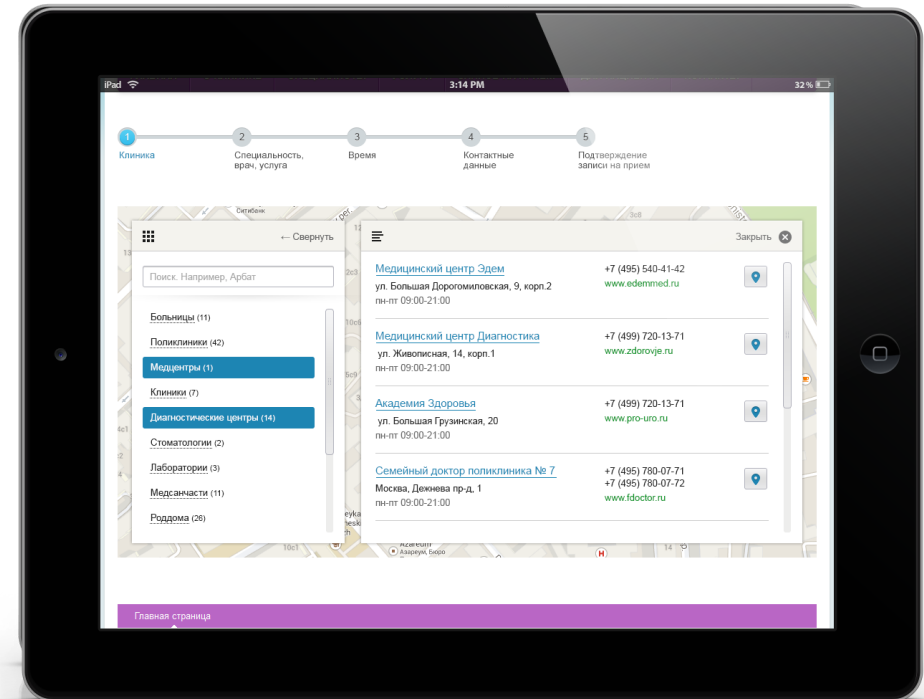 iPad 3:14 PM 32 %
1 2 3 4 5
Клиника
Специальность,
врач, услуга
Время
Контактные
данные
Подтверждение
записи на прием
Ситибанк
← Свернуть
Поиск. Например, Арбат
Больницы (11)
Поликлиники (42)
Медцентры (1)
Клиники (7)
Диагностические центры (14)
Стоматологии (2)
Лаборатории (3)
Медсанчасти (11)
Роддома (26)
Закрыть
Медицинский центр Эдем
ул. Большая Дорогомиловская, 9, корп.2
пн-пт 09:00-21:00
+7 (495) 540-41-42
www.edemmed.ru
Медицинский центр Диагностика
ул. Живописная, 14, корп.1
пн-пт 09:00-21:00
+7 (499) 720-13-71
www.zdorovje.ru
Академия Здоровья
ул. Большая Грузинская, 20
пн-пт 09:00-21:00
+7 (499) 720-13-71
www.pro-uro.ru
Семейный доктор поликлиника № 7
Москва, Дежнева пр-д, 1
пн-пт 09:00-21:00
+7 (495) 780-07-71
+7 (495) 780-07-72
www.fdoctor.ru
10с1
Азареум, Бюро
H
14
Главная страница